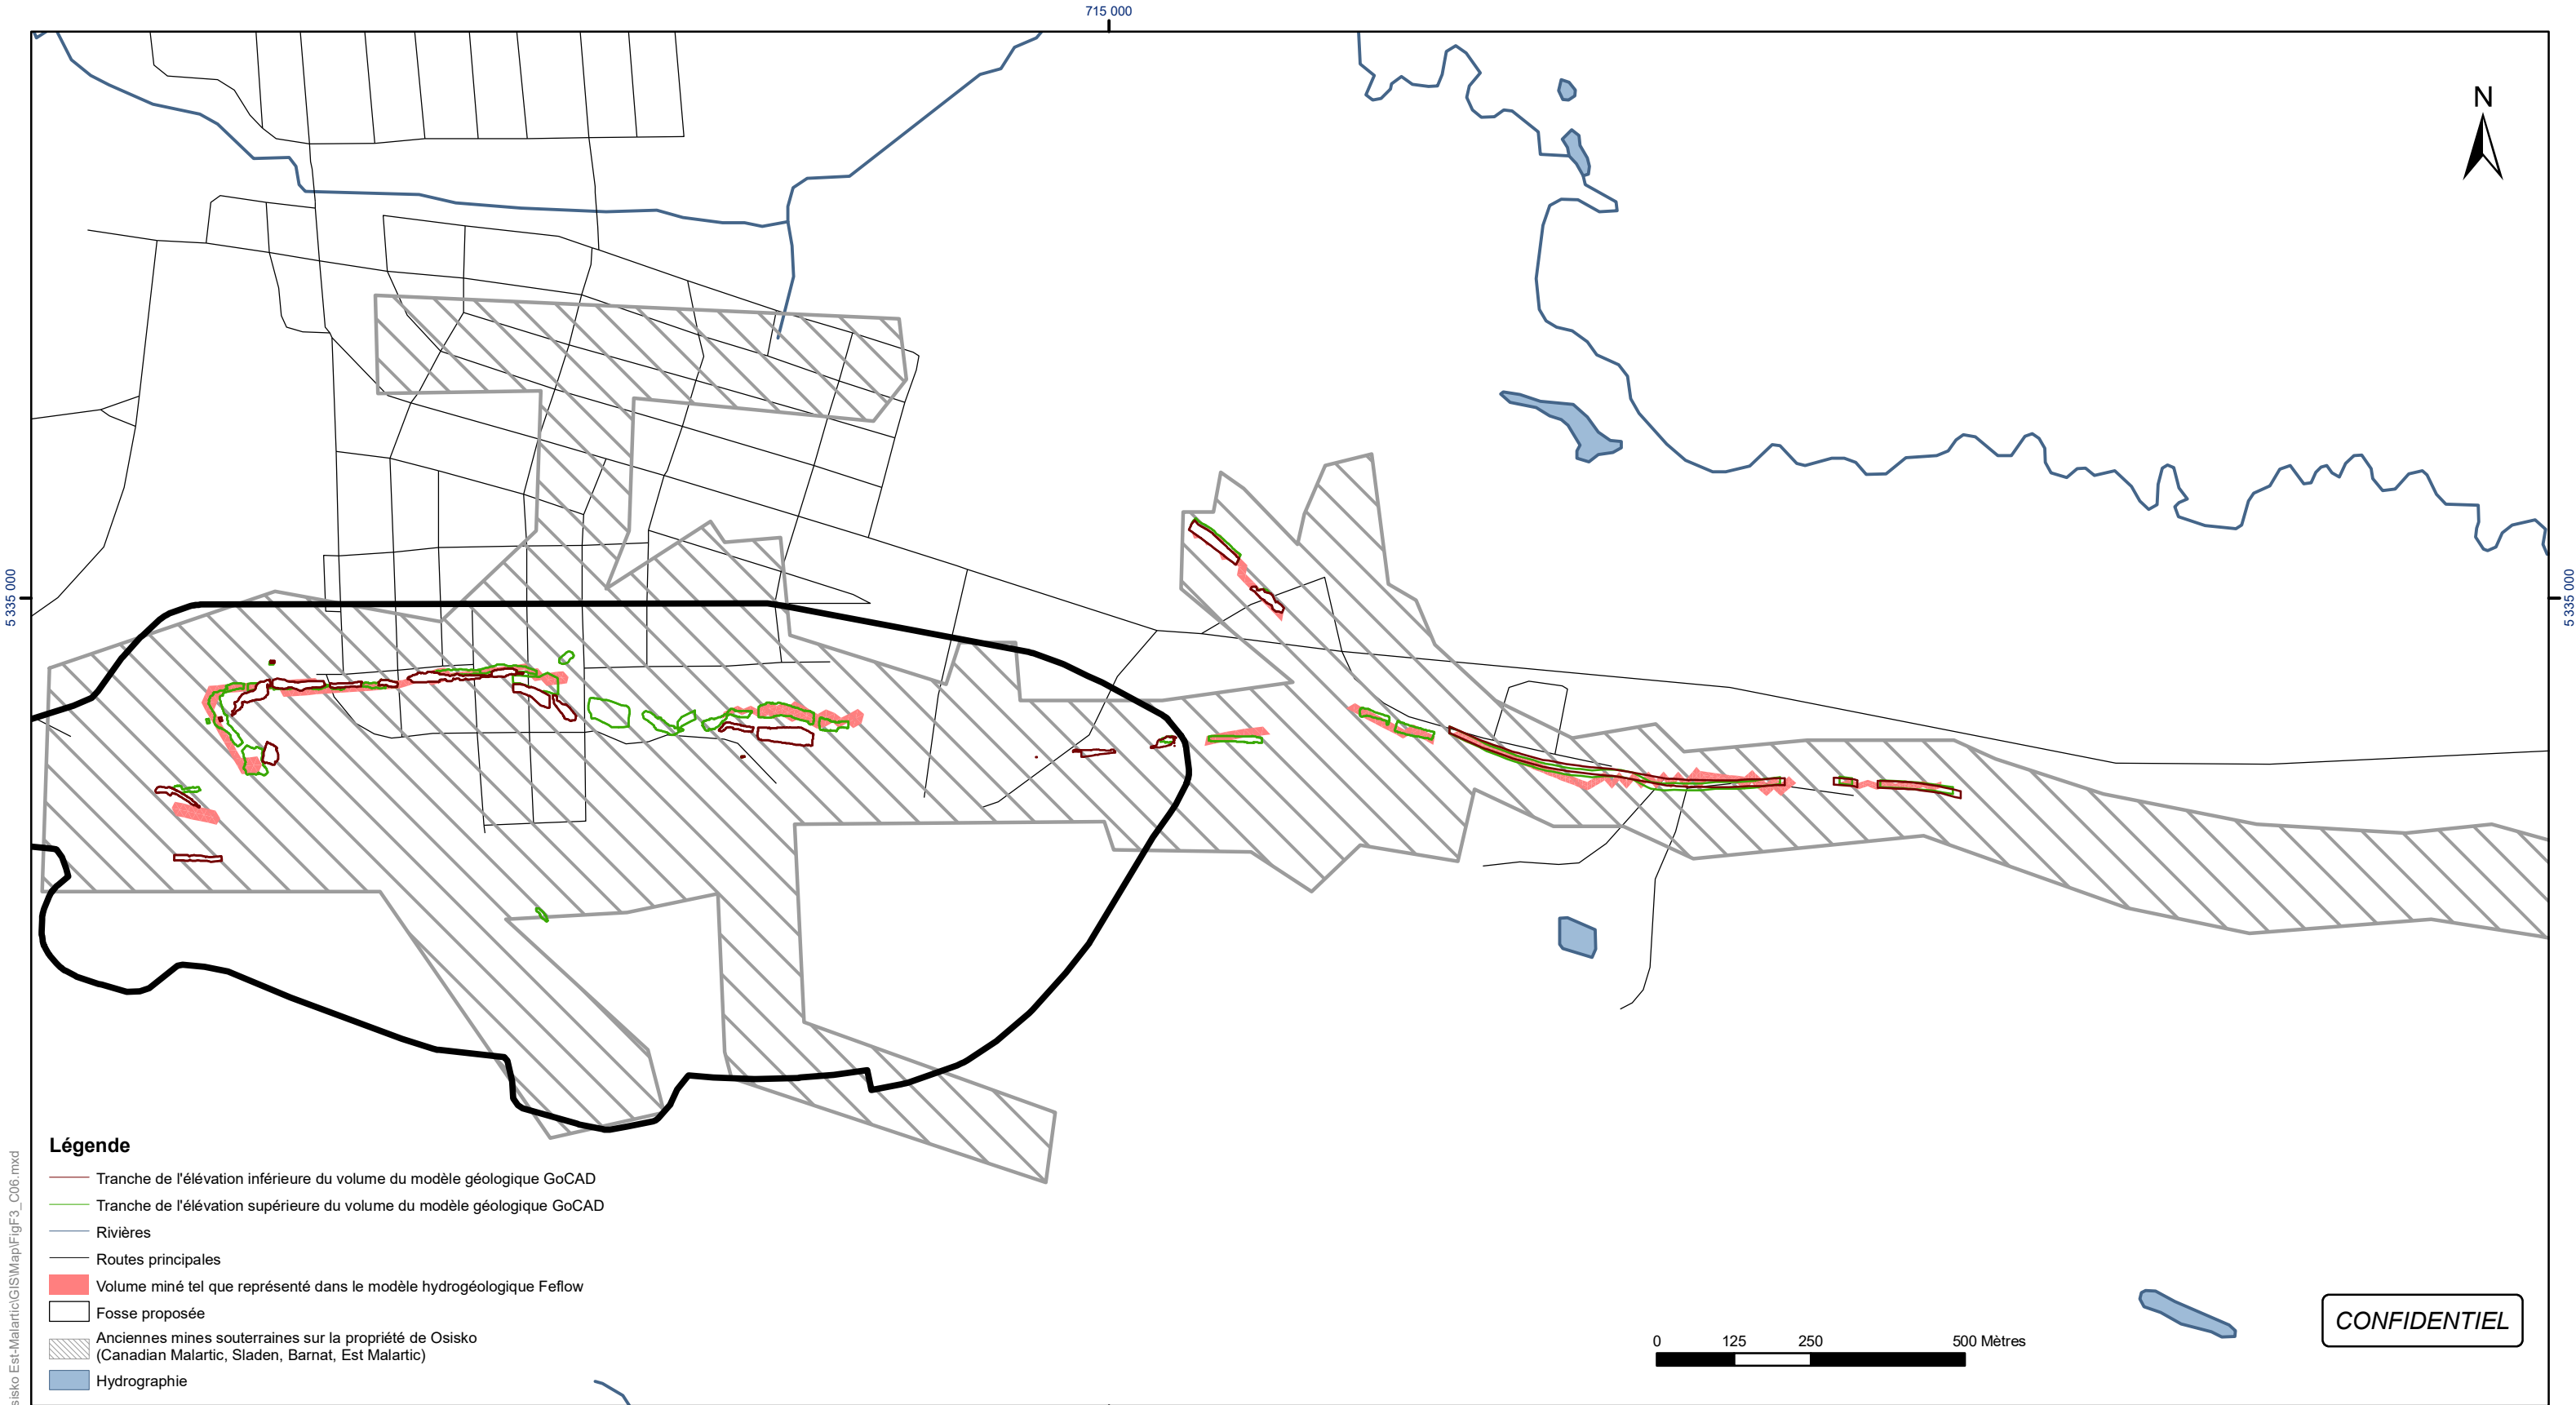 715 000
N
5 335 000
5 335 000
Légende
Tranche de l'élévation inférieure du volume du modèle géologique GoCAD
Tranche de l'élévation supérieure du volume du modèle géologique GoCAD
Rivières
Routes principales
Volume miné tel que représenté dans le modèle hydrogéologique Feflow
Fosse proposée
Anciennes mines souterraines sur la propriété de Osisko
(Canadian Malartic, Sladen, Barnat, Est Malartic)
Hydrographie
0 125 250 500 Mètres
CONFIDENTIEL
sisko Est-Malartic\GIS\Map\FigF3_C06.mxd